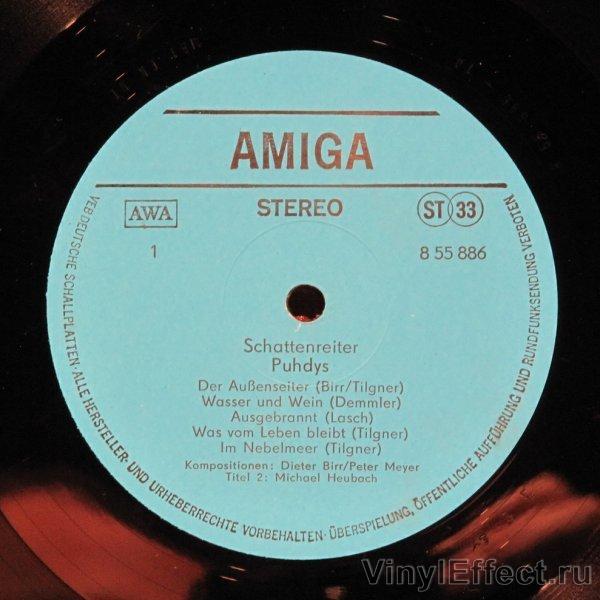 AMIGA
AWA
STEREO
ST 33
1
8 55 886
Schattenreiter
Puhdys
Der Außenseiter (Birr/Tilgner)
Wasser und Wein (Demmler)
Ausgebrannt (Lasch)
Was vom Leben bleibt (Tilgner)
Im Nebelmeer (Tilgner)
Kompositionen: Dieter Birr/Peter Meyer
Titel 2: Michael Heubach
VEB DEUTSCHE SCHALLPLATTEN · ALLE HERSTELLER- UND URHEBERRECHTE VORBEHALTEN · ÜBERSPIELUNG, ÖFFENTLICHE AUFFÜHRUNG UND RUNDFUNKSENDUNG VERBOTEN
VinylEffect.ru